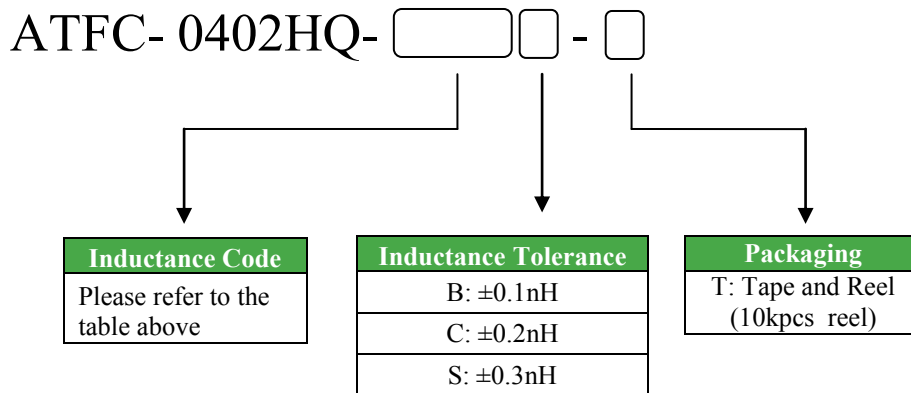 ATFC- 0402HQ- -
Inductance Code
Please refer to the
table above
Inductance Tolerance
B: ±0.1nH
C: ±0.2nH
S: ±0.3nH
Packaging
T: Tape and Reel
(10kpcs reel)